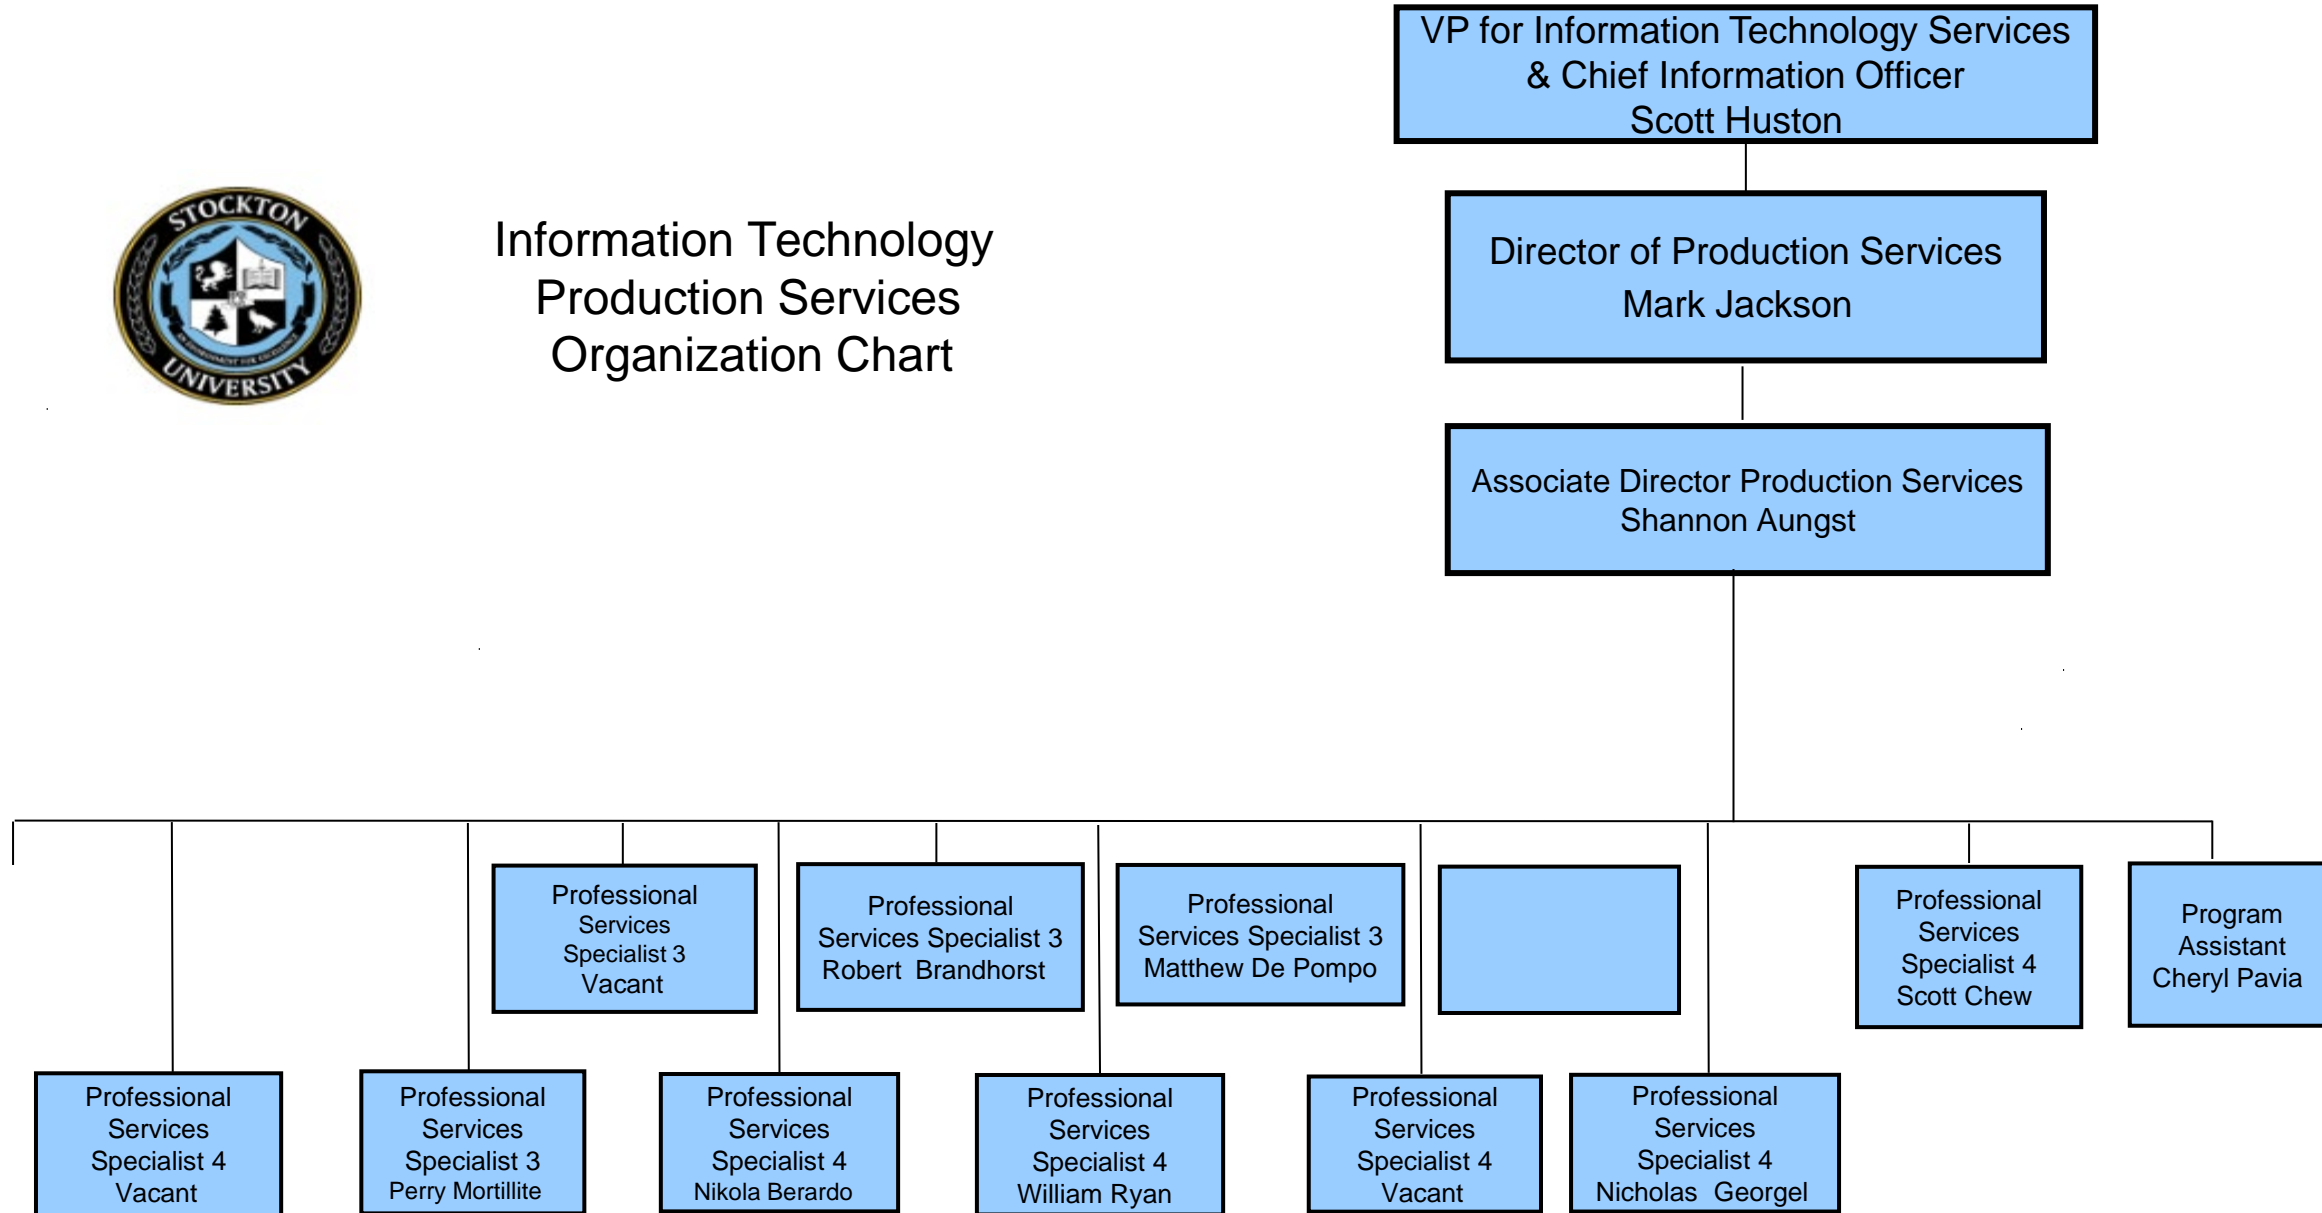 VP for Information Technology Services
& Chief Information Officer
Scott Huston
STOCKTON
UNIVERSITY
Information Technology
Production Services
Organization Chart
Director of Production Services
Mark Jackson
Associate Director Production Services
Shannon Aungst
Professional
Services
Specialist 3
Vacant
Professional
Services Specialist 3
Robert Brandhorst
Professional
Services Specialist 3
Matthew De Pompo
Professional
Services
Specialist 4
Scott Chew
Program
Assistant
Cheryl Pavia
Professional
Services
Specialist 4
Vacant
Professional
Services
Specialist 3
Perry Mortillite
Professional
Services
Specialist 4
Nikola Berardo
Professional
Services
Specialist 4
William Ryan
Professional
Services
Specialist 4
Vacant
Professional
Services
Specialist 4
Nicholas Georgel